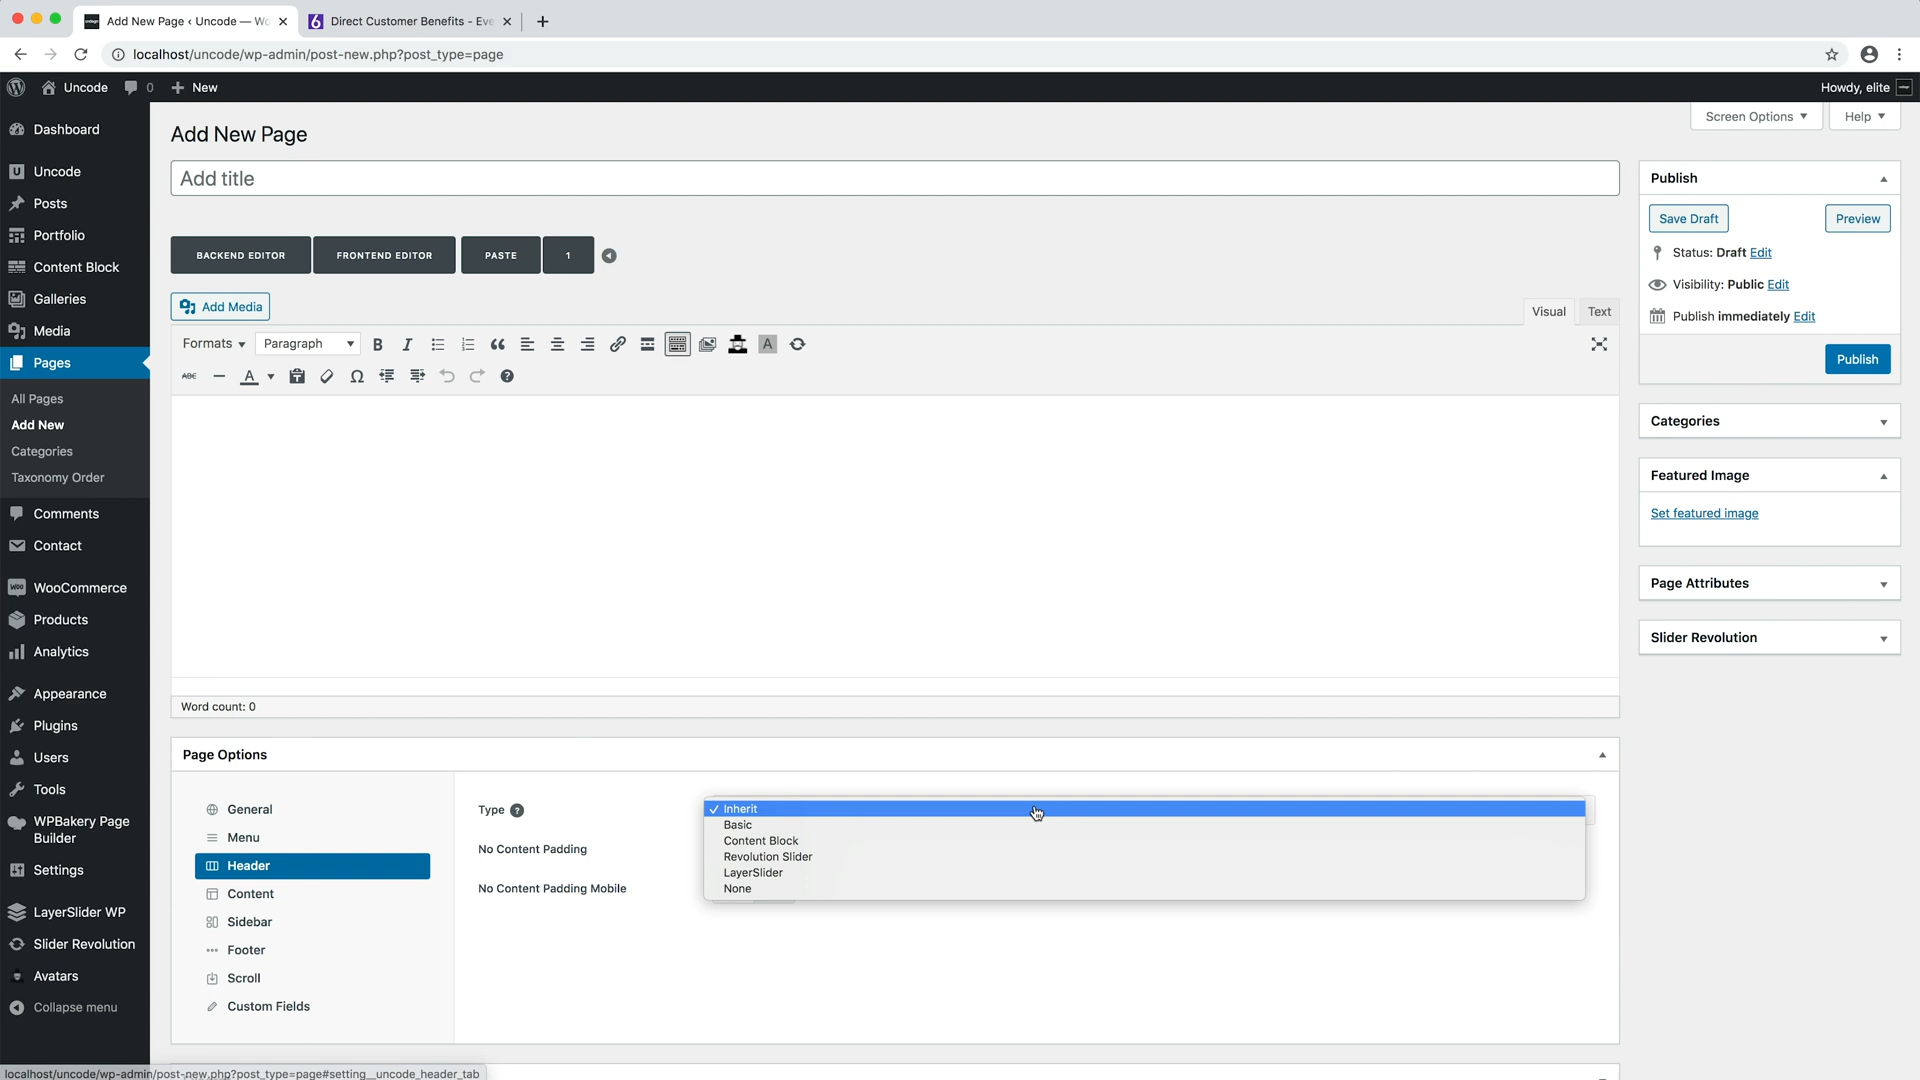 Add New Page ‹ Uncode — Wo
Direct Customer Benefits - Eve
localhost/uncode/wp-admin/post-new.php?post_type=page
Uncode
0
New
Howdy, elite
Screen Options
Help
Dashboard
Uncode
Posts
Portfolio
Content Block
Galleries
Media
Pages
All Pages
Add New
Categories
Taxonomy Order
Comments
Contact
WooCommerce
Products
Analytics
Appearance
Plugins
Users
Tools
WPBakery Page
Builder
Settings
LayerSlider WP
Slider Revolution
Avatars
Collapse menu
Add New Page
Add title
BACKEND EDITOR
FRONTEND EDITOR
PASTE
1
Add Media
Visual
Text
Formats
Paragraph
B
I
A
ABC
A
Ω
Word count: 0
Page Options
General
Menu
Header
Content
Sidebar
Footer
Scroll
Custom Fields
Type
No Content Padding
No Content Padding Mobile
✓ Inherit
Basic
Content Block
Revolution Slider
LayerSlider
None
Publish
Save Draft
Preview
Status: Draft Edit
Visibility: Public Edit
Publish immediately Edit
Publish
Categories
Featured Image
Set featured image
Page Attributes
Slider Revolution
localhost/uncode/wp-admin/post-new.php?post_type=page#setting__uncode_header_tab